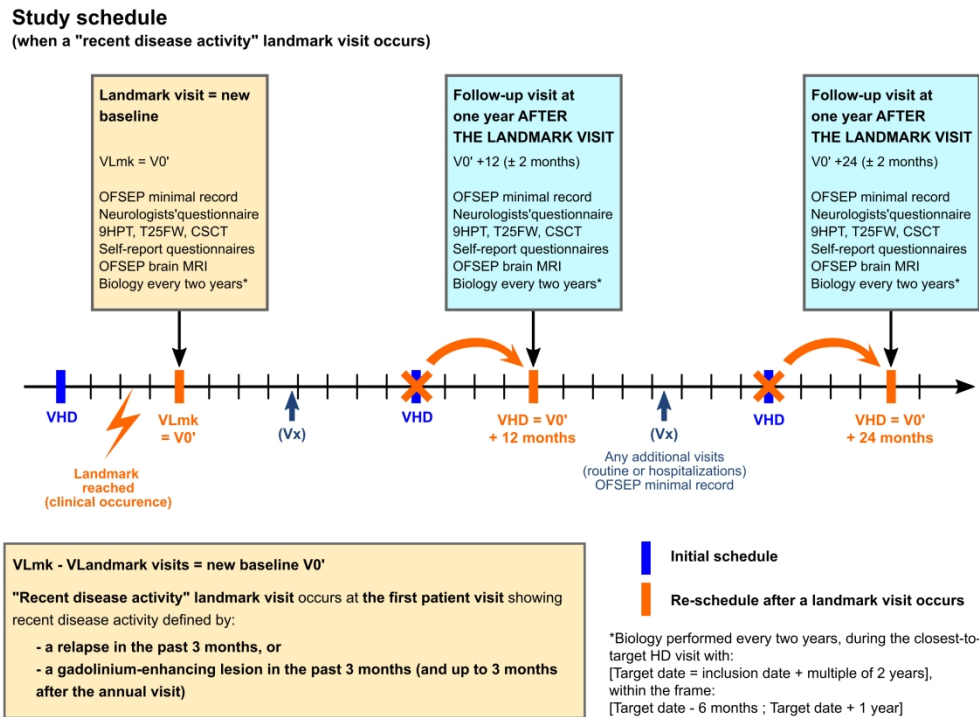 Study schedule
(when a "recent disease activity" landmark visit occurs)
Landmark visit = new
baseline
VLmk = V0'
OFSEP minimal record
Neurologists'questionnaire
9HPT, T25FW, CSCT
Self-report questionnaires
OFSEP brain MRI
Biology every two years*
Follow-up visit at
one year AFTER
THE LANDMARK VISIT
V0' +12 (± 2 months)
OFSEP minimal record
Neurologists'questionnaire
9HPT, T25FW, CSCT
Self-report questionnaires
OFSEP brain MRI
Biology every two years*
Follow-up visit at
one year AFTER
THE LANDMARK VISIT
V0' +24 (± 2 months)
OFSEP minimal record
Neurologists'questionnaire
9HPT, T25FW, CSCT
Self-report questionnaires
OFSEP brain MRI
Biology every two years*
VHD
VLmk
= V0'
(Vx)
VHD
VHD = V0'
+ 12 months
(Vx)
VHD
VHD = V0'
+ 24 months
Landmark
reached
(clinical occurence)
Any additional visits
(routine or hospitalizations)
OFSEP minimal record
VLmk - VLandmark visits = new baseline V0'
"Recent disease activity" landmark visit occurs at the first patient visit showing
recent disease activity defined by:
- a relapse in the past 3 months, or
- a gadolinium-enhancing lesion in the past 3 months (and up to 3 months
after the annual visit)
Initial schedule
Re-schedule after a landmark visit occurs
*Biology performed every two years, during the closest-to-
target HD visit with:
[Target date = inclusion date + multiple of 2 years],
within the frame:
[Target date - 6 months ; Target date + 1 year]